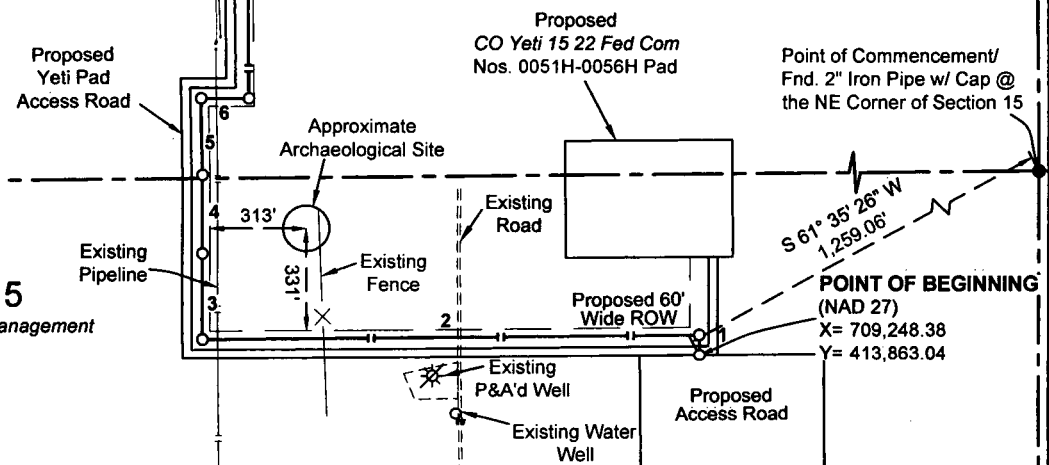 Proposed
CO Yeti 15 22 Fed Com
Nos. 0051H-0056H Pad
Proposed
Yeti Pad
Access Road
Point of Commencement/
Fnd. 2" Iron Pipe w/ Cap @
the NE Corner of Section 15
6
5
Approximate
Archaeological Site
4
313'
Existing
Road
S 61° 35' 26" W
1,259.06'
Existing
Pipeline
331'
Existing
Fence
5
anagement
3
2
Proposed 60'
Wide ROW
1
POINT OF BEGINNING
(NAD 27)
X= 709,248.38
Y= 413,863.04
Existing
P&A'd Well
Proposed
Access Road
Existing Water
Well